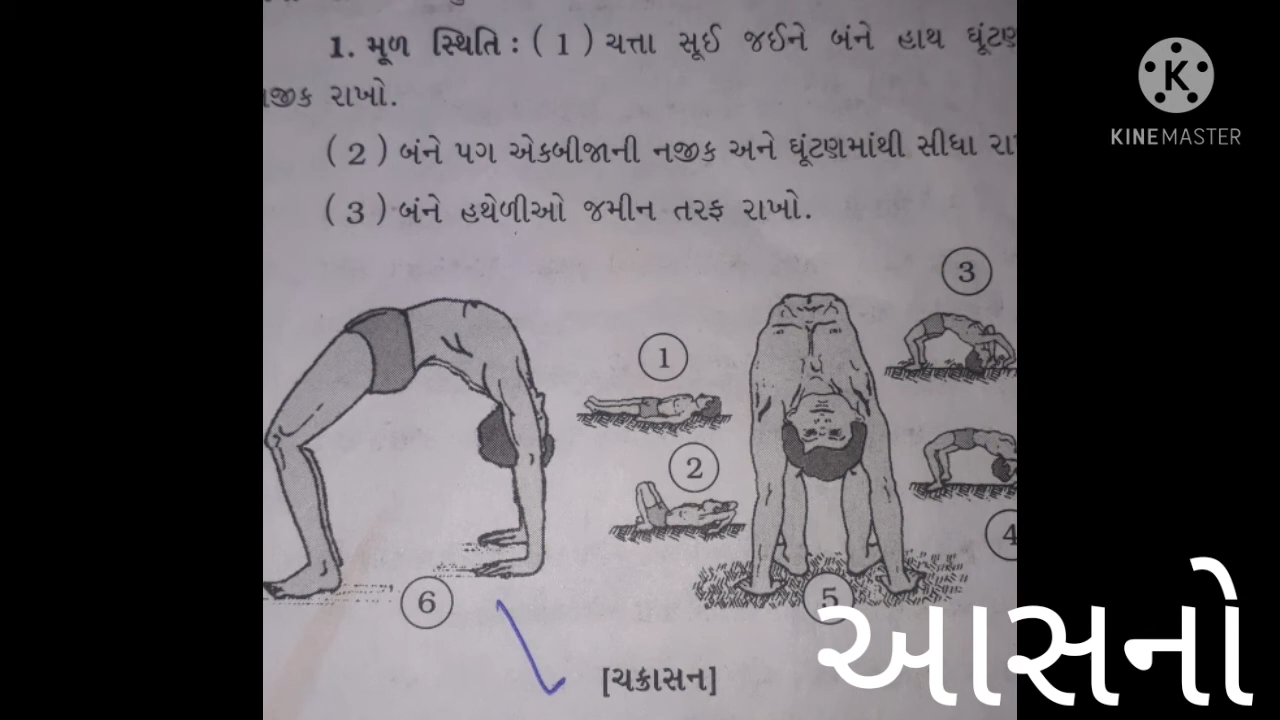 1. મૂળ સ્થિતિ : ( 1 ) ચત્તા સૂઈ જઈને બંને હાથ
રાખો.
( 2 ) બંને પગ એકબીજાની નજીક અને ઘૂંટણમાંથી સીધા
( 3 ) બંને હથેળીઓ જમીન તરફ રાખો.
KINEMASTER
3
1
2
4
5
6
[ચક્રાસન]
આસનો